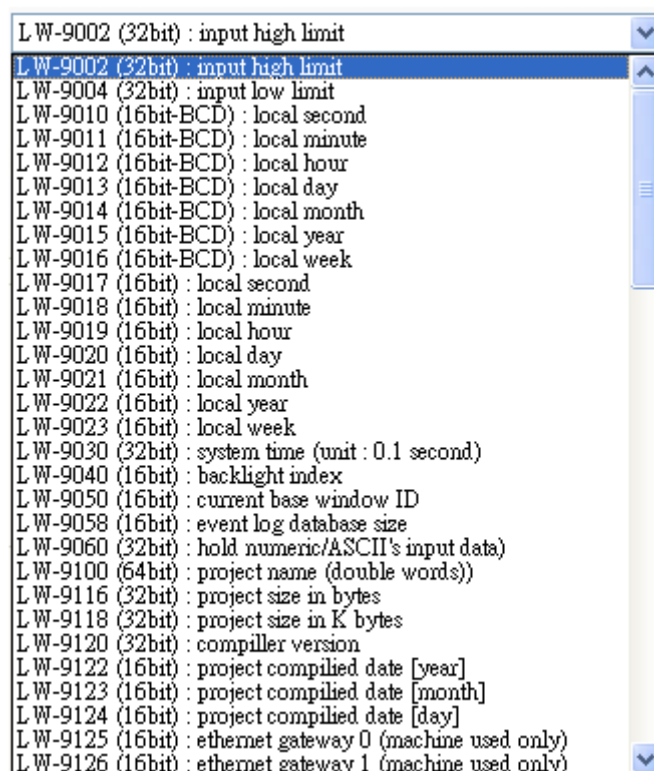 LW-9002 (32bit) : input high limit
LW-9002 (32bit) : input high limit
LW-9004 (32bit) : input low limit
LW-9010 (16bit-BCD) : local second
LW-9011 (16bit-BCD) : local minute
LW-9012 (16bit-BCD) : local hour
LW-9013 (16bit-BCD) : local day
LW-9014 (16bit-BCD) : local month
LW-9015 (16bit-BCD) : local year
LW-9016 (16bit-BCD) : local week
LW-9017 (16bit) : local second
LW-9018 (16bit) : local minute
LW-9019 (16bit) : local hour
LW-9020 (16bit) : local day
LW-9021 (16bit) : local month
LW-9022 (16bit) : local year
LW-9023 (16bit) : local week
LW-9030 (32bit) : system time (unit : 0.1 second)
LW-9040 (16bit) : backlight index
LW-9050 (16bit) : current base window ID
LW-9058 (16bit) : event log database size
LW-9060 (32bit) : hold numeric/ASCII's input data)
LW-9100 (64bit) : project name (double words))
LW-9116 (32bit) : project size in bytes
LW-9118 (32bit) : project size in K bytes
LW-9120 (32bit) : compiller version
LW-9122 (16bit) : project compilied date [year]
LW-9123 (16bit) : project compilied date [month]
LW-9124 (16bit) : project compilied date [day]
LW-9125 (16bit) : ethernet gateway 0 (machine used only)
LW-9126 (16bit) : ethernet gateway 1 (machine used only)